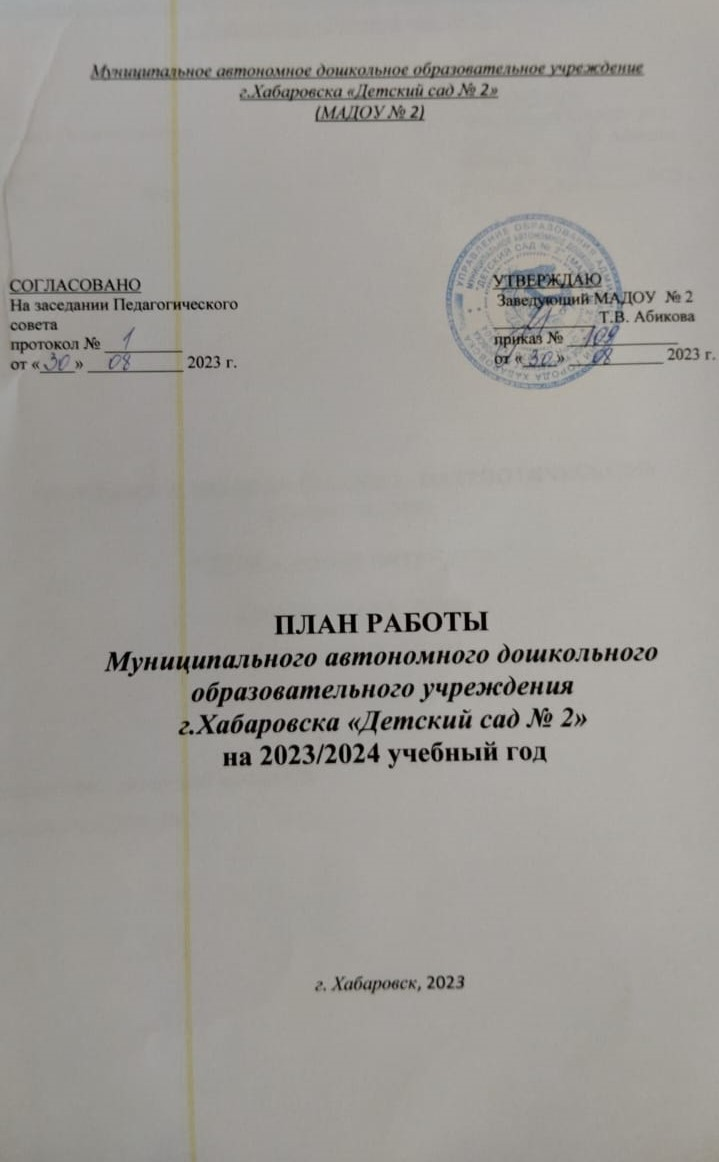 Муниципальное автономное дошкольное образовательное учреждение
г.Хабаровска «Детский сад № 2»
(МАДОУ № 2)
СОГЛАСОВАНО
На заседании Педагогического
совета
протокол № 1
от «30» 08 2023 г.
УТВЕРЖДАЮ
Заведующий МАДОУ № 2
Т.В. Абикова
приказ № 109
от «30» 08 2023 г.
ПЛАН РАБОТЫ
Муниципального автономного дошкольного
образовательного учреждения
г.Хабаровска «Детский сад № 2»
на 2023/2024 учебный год
г. Хабаровск, 2023